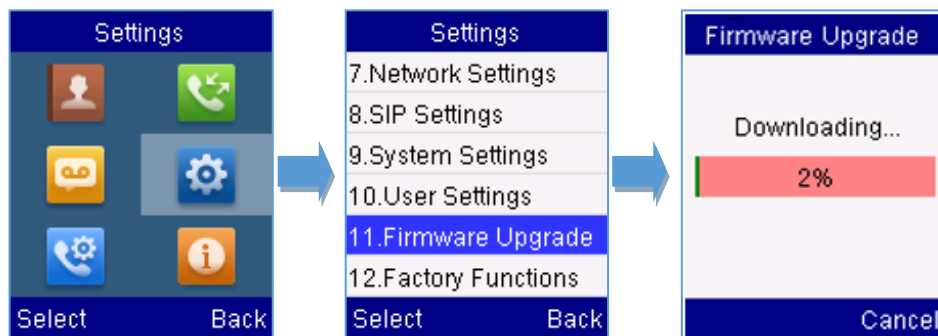 Settings
Select Back
Settings
7.Network Settings
8.SIP Settings
9.System Settings
10.User Settings
11.Firmware Upgrade
12.Factory Functions
Select Back
Firmware Upgrade
Downloading...
2%
Cancel